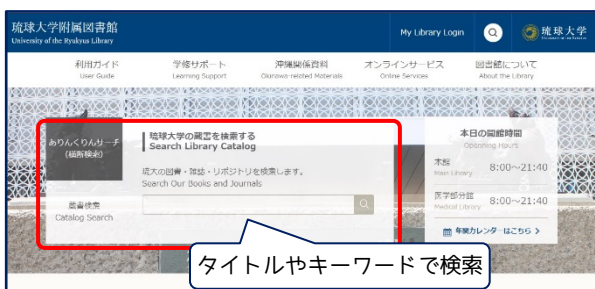 琉球大学附属図書館
University of the Ryukyus Library
My Library Login
琉球大学
利用ガイド
User Guide
学修サポート
Learning Support
沖縄関係資料
Okinawa-related Materials
オンラインサービス
Online Services
図書館について
About the Library
ありんくりんサーチ
(横断検索)
蔵書検索
Catalog Search
琉球大学の蔵書を検索する
Search Library Catalog
琉大の図書・雑誌・リポジトリを検索します。
Search Our Books and Journals
本日の開館時間
Opening Hours
本館
Main Library
8:00～21:40
医学部分館
Medical Library
8:00～21:40
年間カレンダーはこちら
タイトルやキーワードで検索